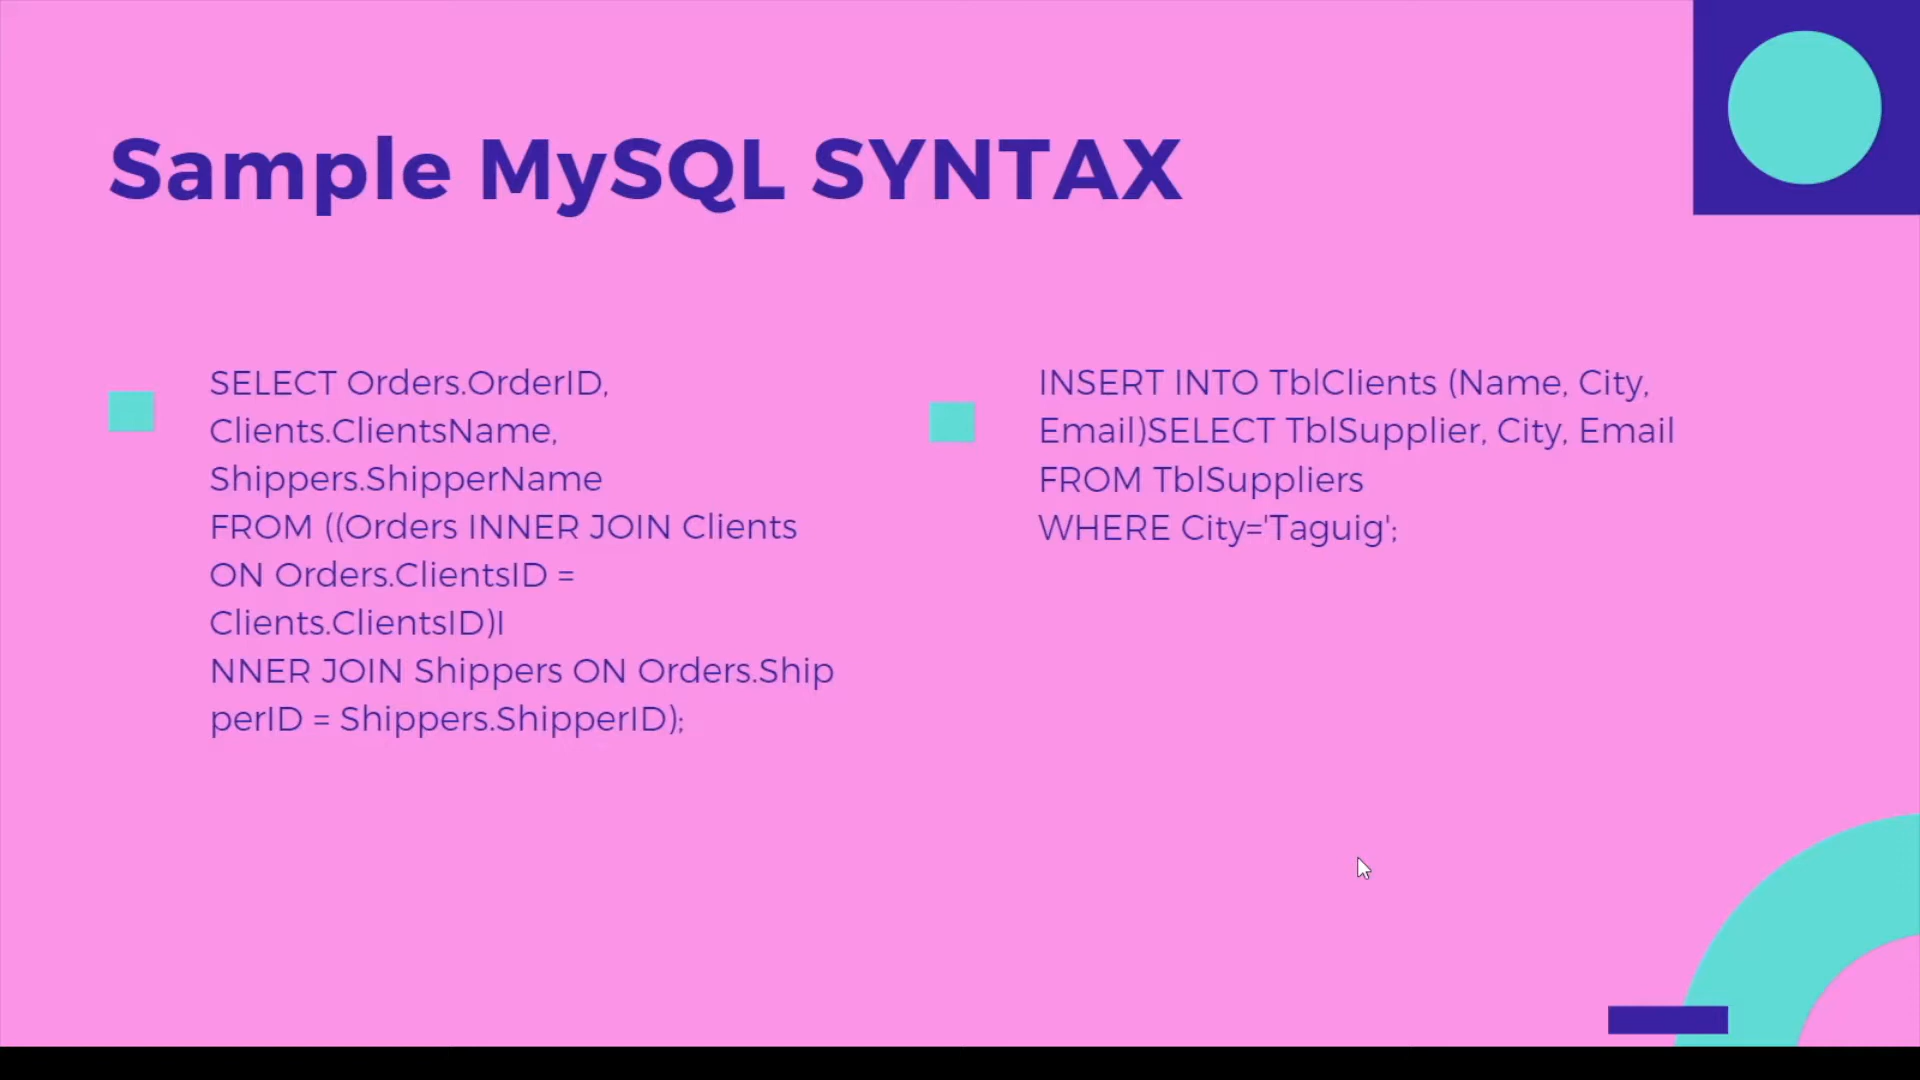 Sample MySQL SYNTAX
SELECT Orders.OrderID,
Clients.ClientsName,
Shippers.ShipperName
FROM ((Orders INNER JOIN Clients
ON Orders.ClientsID =
Clients.ClientsID)I
NNER JOIN Shippers ON Orders.Ship
perID = Shippers.ShipperID);
INSERT INTO TblClients (Name, City,
Email)SELECT TblSupplier, City, Email
FROM TblSuppliers
WHERE City='Taguig';